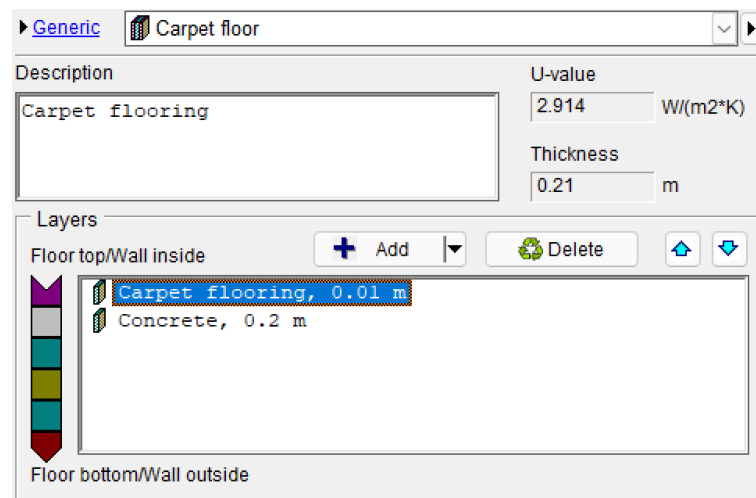 Generic Carpet floor
Description
U-value
Carpet flooring
2.914 W/(m2*K)
Thickness
0.21 m
Layers
Floor top/Wall inside
Add
Delete
Carpet flooring, 0.01 m
Concrete, 0.2 m
Floor bottom/Wall outside